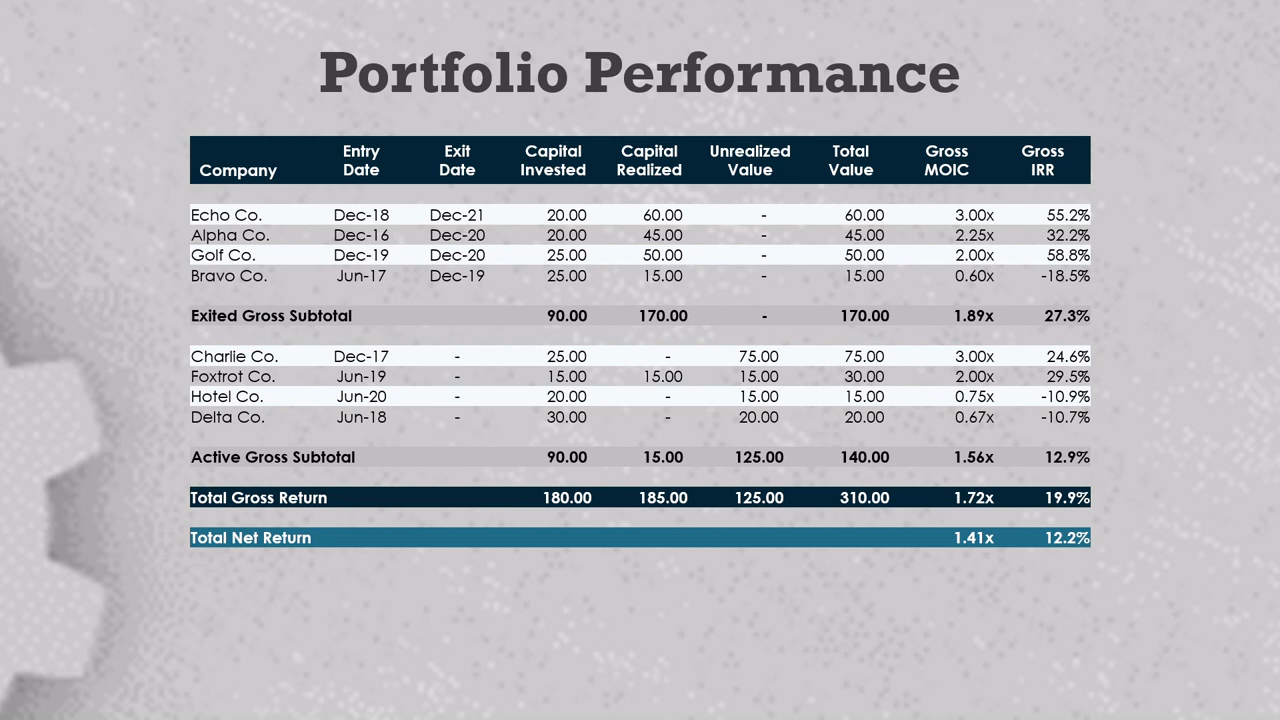 Portfolio Performance
Company Entry Date Exit Date Capital Invested Capital Realized Unrealized Value Total Value Gross MOIC Gross IRR
Echo Co. Dec-18 Dec-21 20.00 60.00 - 60.00 3.00x 55.2%
Alpha Co. Dec-16 Dec-20 20.00 45.00 - 45.00 2.25x 32.2%
Golf Co. Dec-19 Dec-20 25.00 50.00 - 50.00 2.00x 58.8%
Bravo Co. Jun-17 Dec-19 25.00 15.00 - 15.00 0.60x -18.5%
Exited Gross Subtotal 90.00 170.00 - 170.00 1.89x 27.3%
Charlie Co. Dec-17 - 25.00 - 75.00 75.00 3.00x 24.6%
Foxtrot Co. Jun-19 - 15.00 15.00 15.00 30.00 2.00x 29.5%
Hotel Co. Jun-20 - 20.00 - 15.00 15.00 0.75x -10.9%
Delta Co. Jun-18 - 30.00 - 20.00 20.00 0.67x -10.7%
Active Gross Subtotal 90.00 15.00 125.00 140.00 1.56x 12.9%
Total Gross Return 180.00 185.00 125.00 310.00 1.72x 19.9%
Total Net Return 1.41x 12.2%